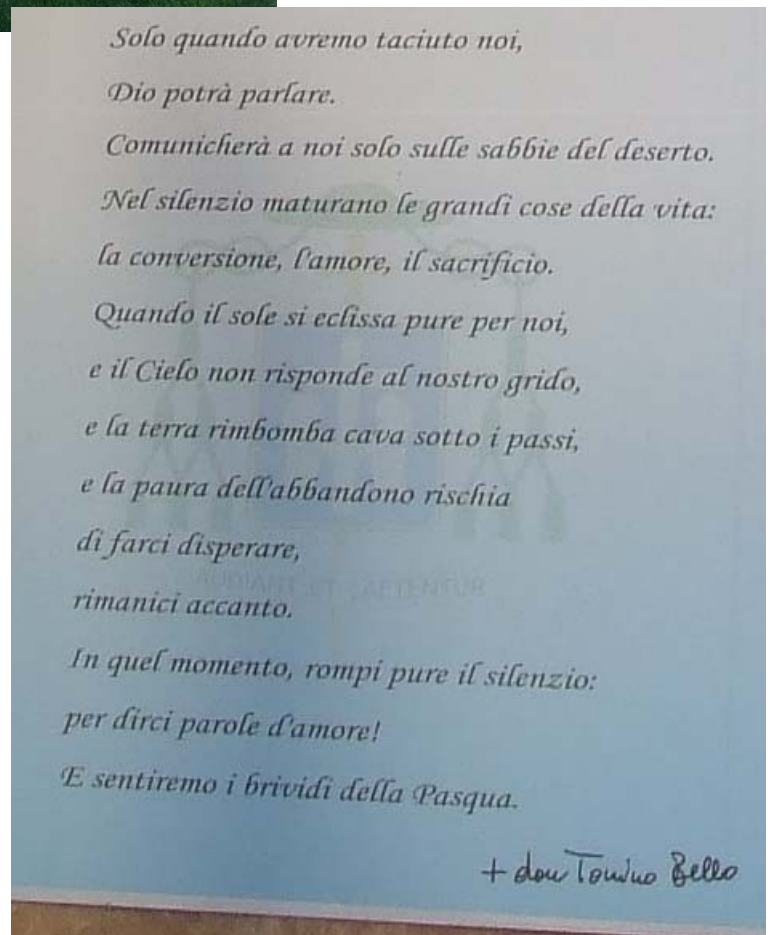 Solo quando avremo taciuto noi,
Dio potrà parlare.
Comunicherà a noi solo sulle sabbie del deserto.
Nel silenzio maturano le grandi cose della vita:
la conversione, l'amore, il sacrificio.
Quando il sole si eclissa pure per noi,
e il Cielo non risponde al nostro grido,
e la terra rimbomba cava sotto i passi,
e la paura dell'abbandono rischia
di farci disperare,
AUDIANT ET LAETENTUR
rimanici accanto.
In quel momento, rompi pure il silenzio:
per dirci parole d'amore!
E sentiremo i brividi della Pasqua.
+ don Tonino Bello